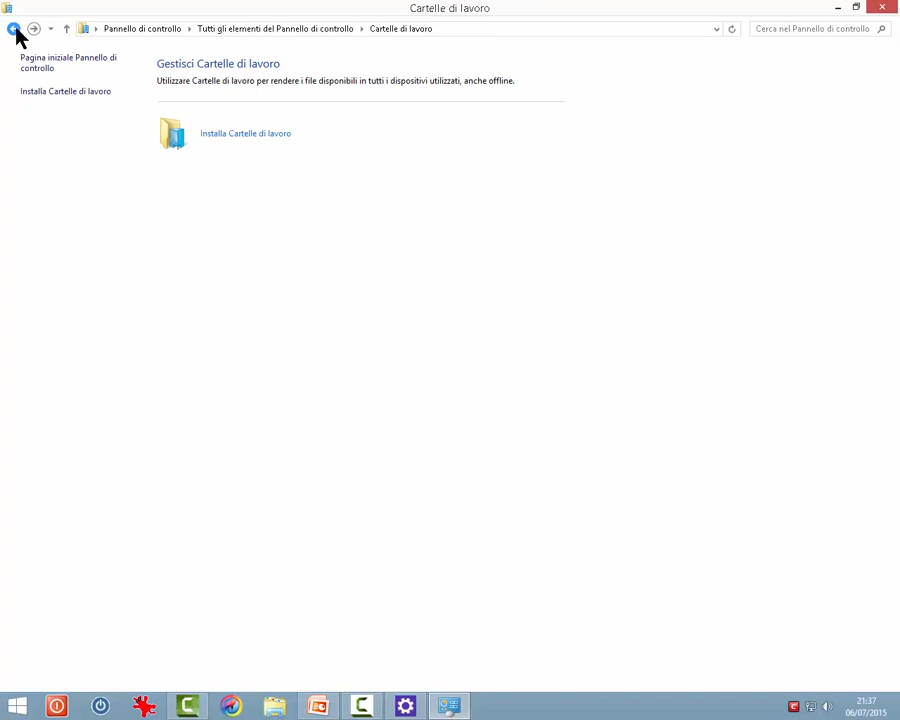 Cartelle di lavoro
Pannello di controllo Tutti gli elementi del Pannello di controllo Cartelle di lavoro
Cerca nel Pannello di controllo
Pagina iniziale Pannello di
controllo
Installa Cartelle di lavoro
Gestisci Cartelle di lavoro
Utilizzare Cartelle di lavoro per rendere i file disponibili in tutti i dispositivi utilizzati, anche offline.
Installa Cartelle di lavoro
21:37
06/07/2015